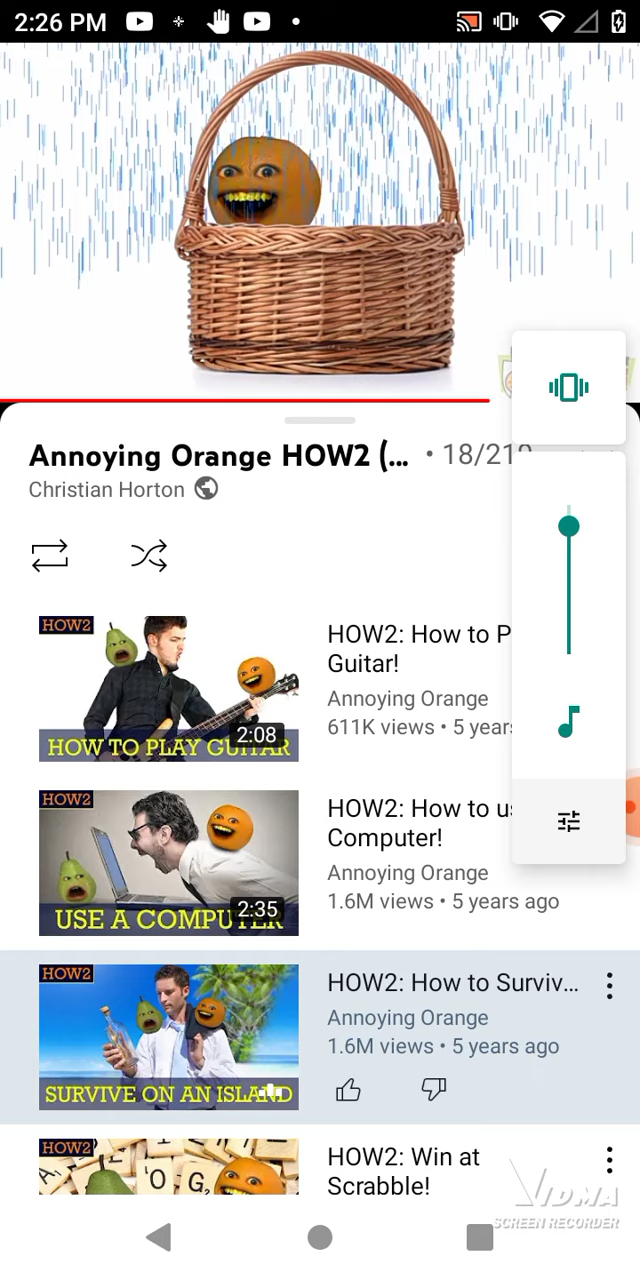 2:26 PM
Annoying Orange HOW2 (... • 18/219
Christian Horton
HOW2
HOW TO PLAY GUITAR
2:08
HOW2: How to P
Guitar!
Annoying Orange
611K views • 5 years
HOW2
USE A COMPUTER
2:35
HOW2: How to us
Computer!
Annoying Orange
1.6M views • 5 years ago
HOW2
SURVIVE ON AN ISLAND
HOW2: How to Surviv...
Annoying Orange
1.6M views • 5 years ago
HOW2
'O' G,
HOW2: Win at
Scrabble!
VIDMA
SCREEN RECORDER